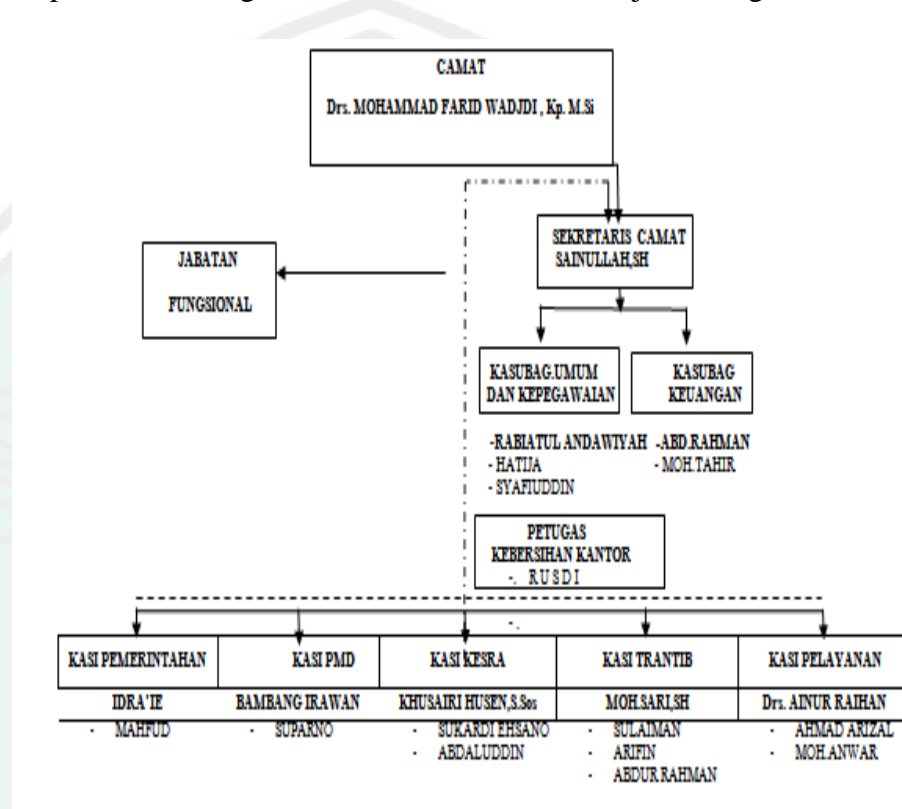 CAMAT
Drs. MOHAMMAD FARID WADJDI , Kp. M.Si
SEKRETARIS CAMAT
SAINULLAH,SH
JABATAN
FUNGSIONAL
KASUBAG.UMUM
DAN KEPEGAWAIAN
KASUBAG
KEUANGAN
-RABIATUL ANDAWIYAH
- HATIJA
- SYAFIUDDIN
-ABD.RAHMAN
- MOH.TAHIR
PETUGAS
KEBERSIHAN KANTOR
-. R U S D I
-.
KASI PEMERINTAHAN
IDRA'IE
- MAHFUD
KASI PMD
BAMBANG IRAWAN
- SUPARNO
KASI KESRA
KHUSAIRI HUSEN,S.Sos
- SUKARDI EHSANO
- ABDALUDDIN
KASI TRANTIB
MOH.SARI,SH
- SULAIMAN
- ARIFIN
- ABDUR.RAHMAN
KASI PELAYANAN
Drs. AINUR RAIHAN
- AHMAD ARIZAL
- MOH.ANWAR